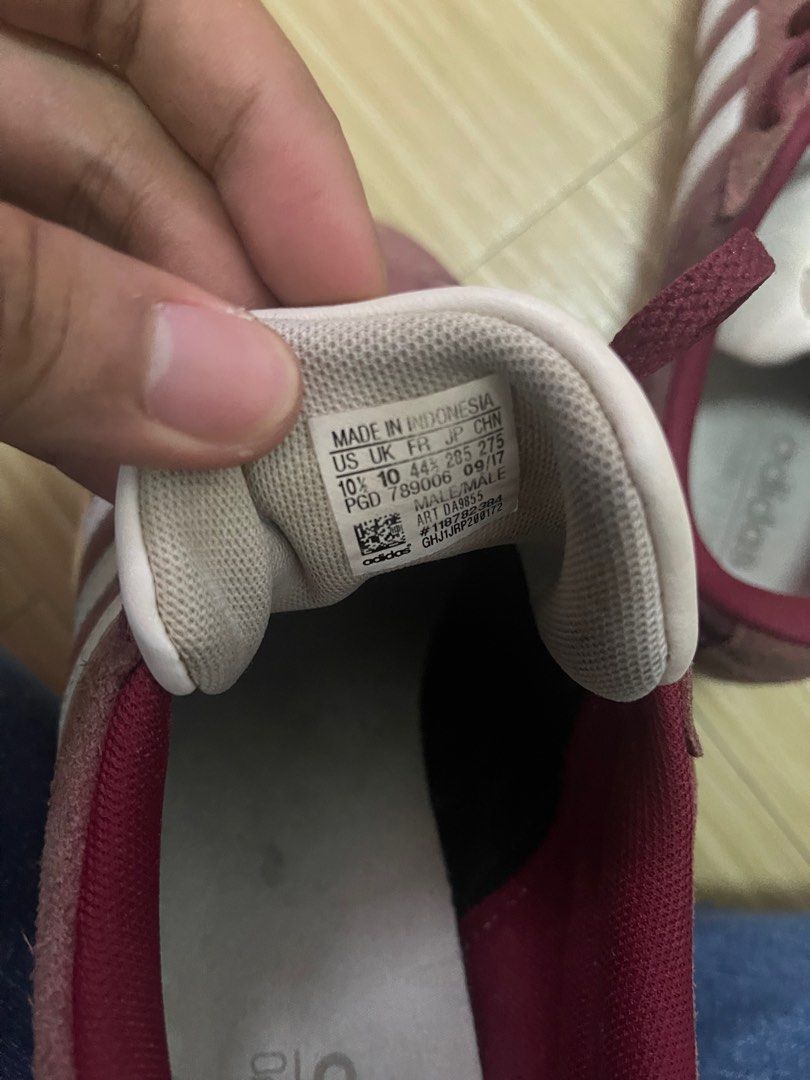 MADE IN INDONESIA
US UK FR JP CHN
10½ 10 44⅔ 285 275
PGD 789006 09/17
MALE/MALE
ART DA9855
#118782384
GHJ1JRP200172
adidas
adidas